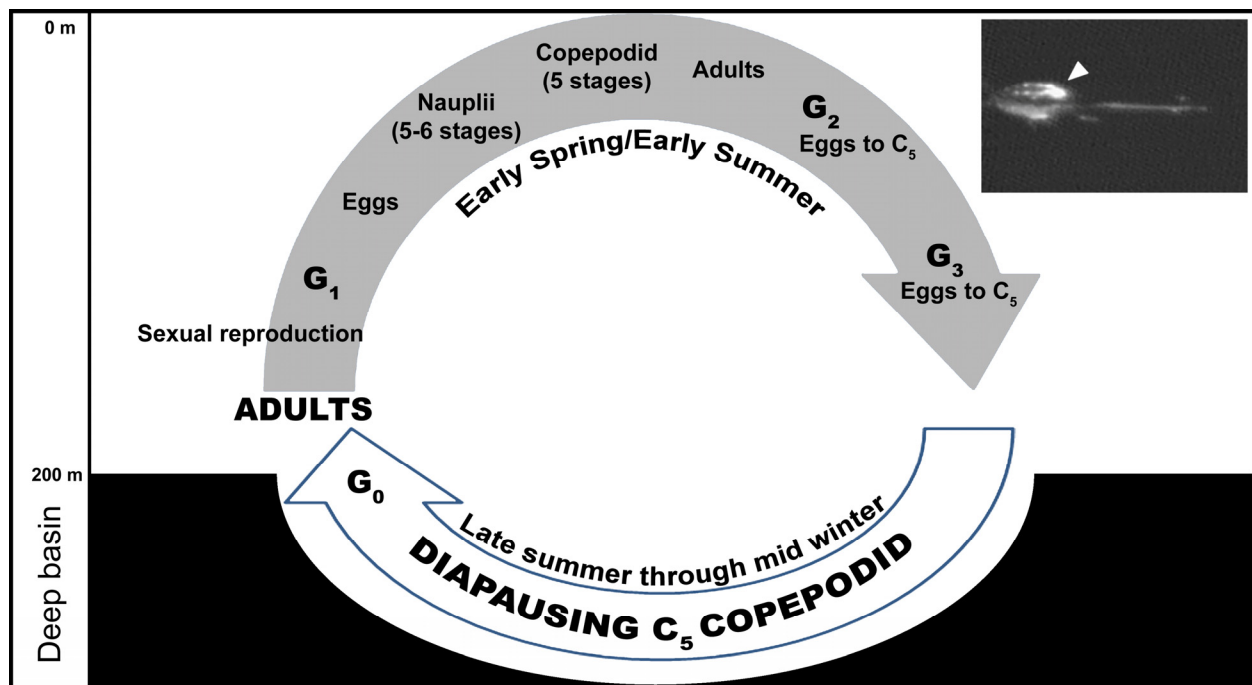 0 m
Copepodid
(5 stages)
Adults
Nauplii
(5-6 stages)
G2
Eggs to C5
Early Spring/Early Summer
Eggs
G1
G3
Eggs to C5
Sexual reproduction
ADULTS
200 m
G0
Late summer through mid winter
DIAPAUSING C5 COPEPODID
Deep basin